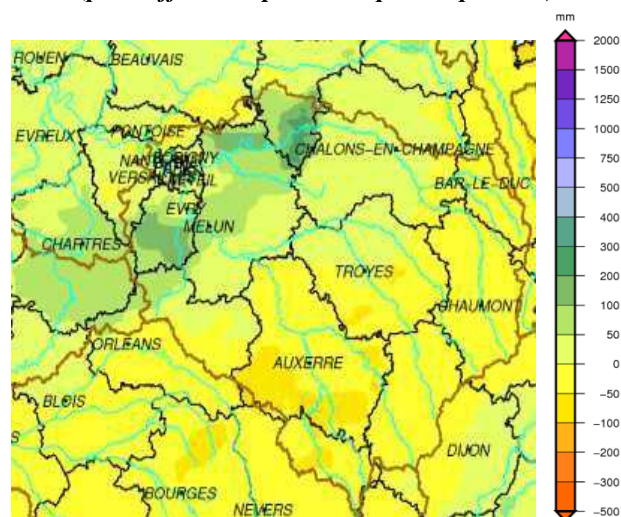 mm
ROUEN
BEAUVAIS
EVREUX
PONTOISE
CHALONS-EN-CHAMPAGNE
BAR-LE-DUC
EVRY
MELUN
CHARTRES
TROYES
CHAUMONT
ORLEANS
AUXERRE
BLOIS
DIJON
BOURGES
NEVERS
2000
1500
1250
1000
750
500
400
300
200
100
50
0
−50
−100
−200
−300
−500